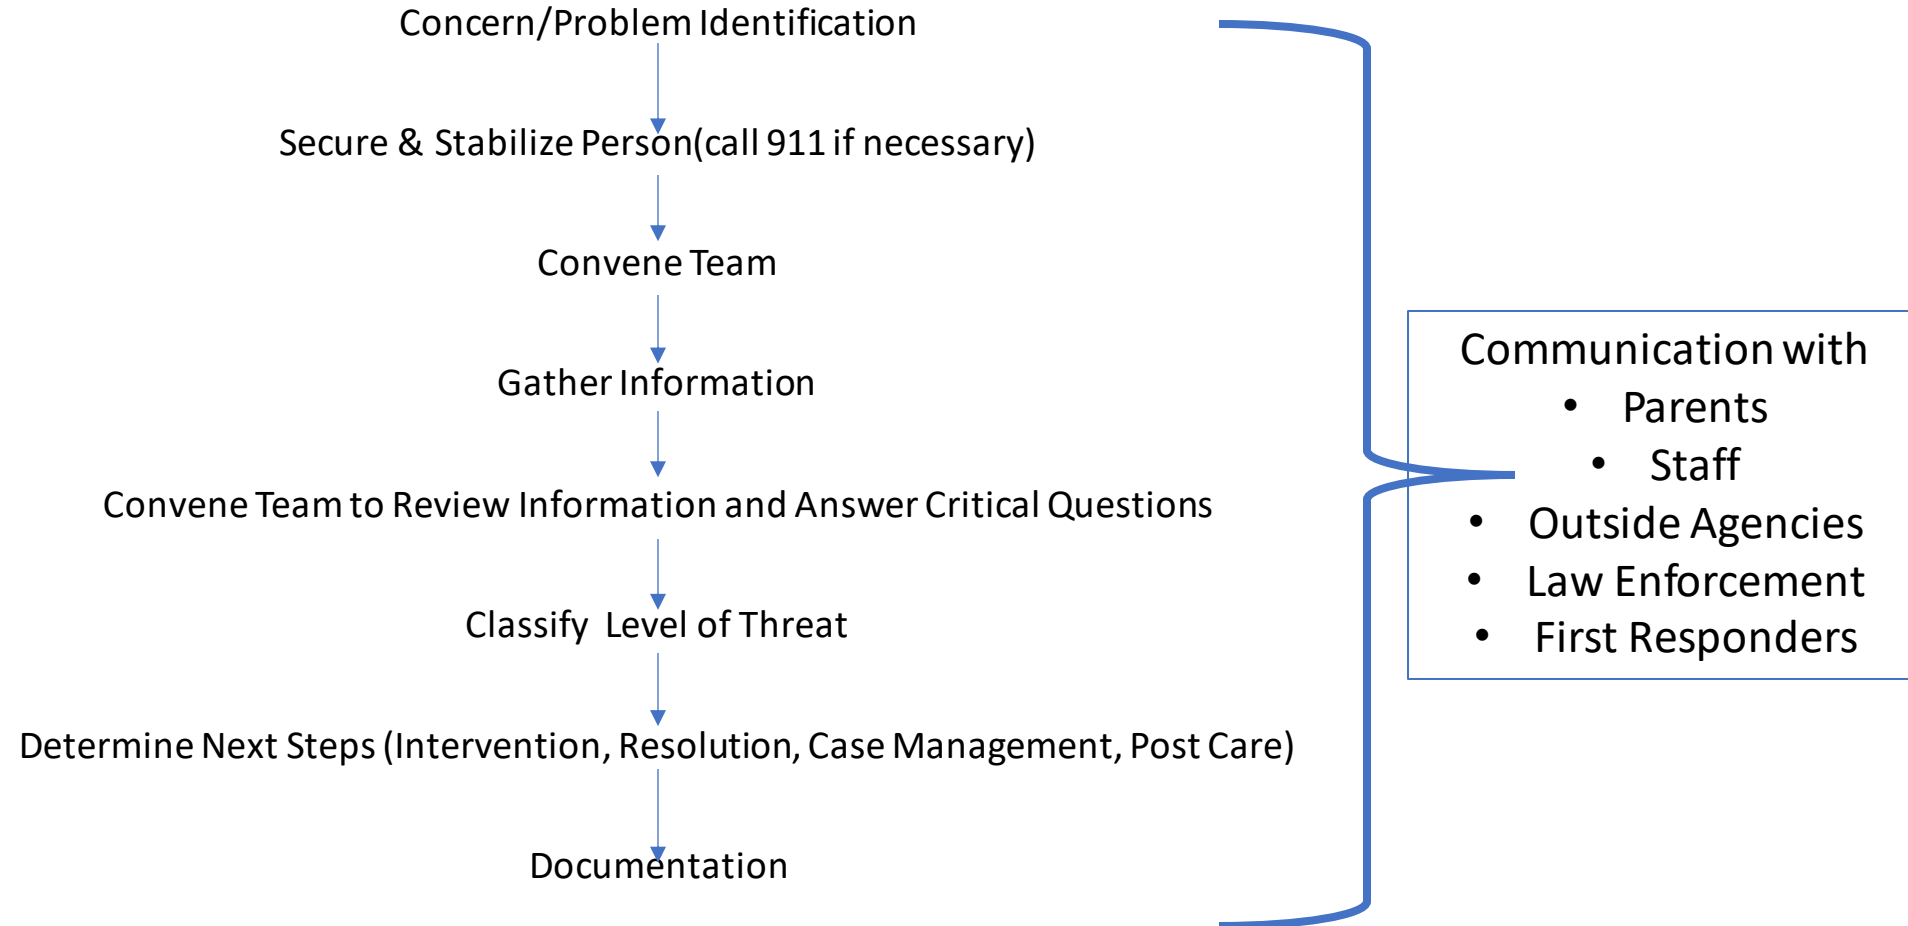 Concern/Problem Identification
Secure & Stabilize Person(call 911 if necessary)
Convene Team
Gather Information
Convene Team to Review Information and Answer Critical Questions
Classify Level of Threat
Determine Next Steps (Intervention, Resolution, Case Management, Post Care)
Documentation
Communication with
• Parents
• Staff
• Outside Agencies
• Law Enforcement
• First Responders